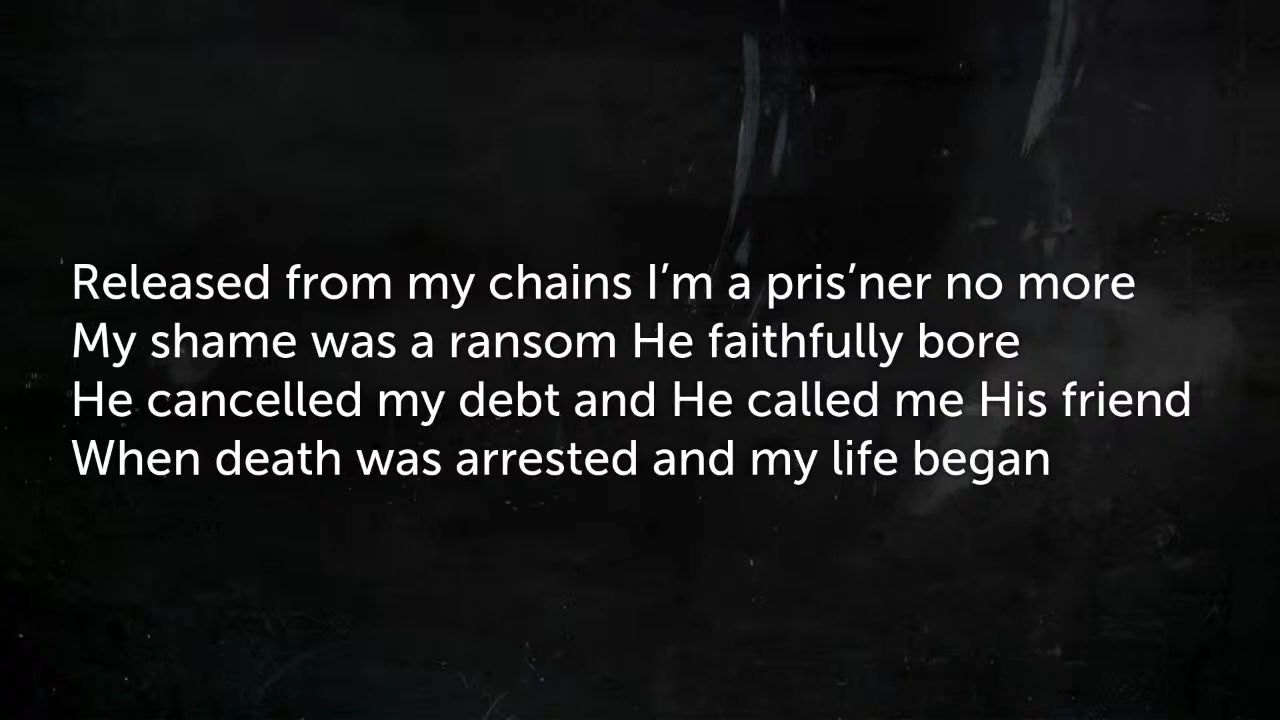 Released from my chains I’m a pris’ner no more
My shame was a ransom He faithfully bore
He cancelled my debt and He called me His friend
When death was arrested and my life began